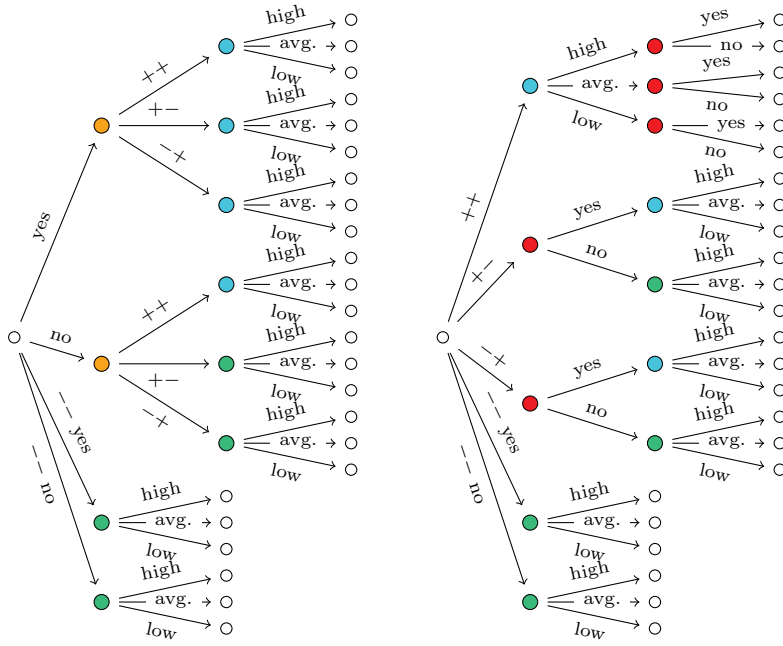 high
avg.
low
high
avg.
low
high
avg.
low
high
avg.
low
high
avg.
low
high
avg.
low
++
+−
−+
++
+−
−+
yes
no
−− yes
−− no
high
avg.
low
high
avg.
low
yes
no
yes
no
yes
no
high
avg.
low
high
avg.
low
high
avg.
low
high
avg.
low
high
avg.
low
yes
no
yes
no
++
+−
−+
−− yes
−− no
high
avg.
low
high
avg.
low